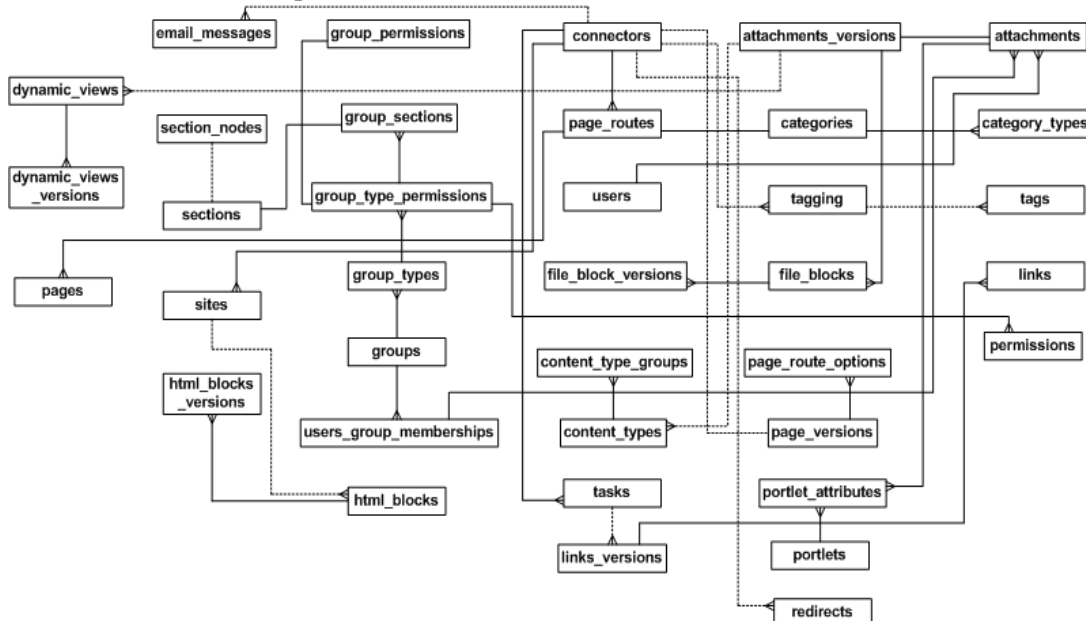 email_messages
group_permissions
connectors
attachments_versions
attachments
dynamic_views
section_nodes
group_sections
page_routes
categories
category_types
dynamic_views
_versions
sections
group_type_permissions
users
tagging
tags
pages
sites
group_types
file_block_versions
file_blocks
links
groups
permissions
html_blocks
_versions
content_type_groups
page_route_options
users_group_memberships
content_types
page_versions
html_blocks
tasks
portlet_attributes
links_versions
portlets
redirects